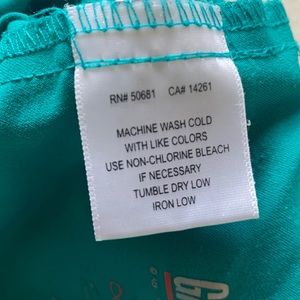 RN# 50681 CA# 14261
MACHINE WASH COLD
WITH LIKE COLORS
USE NON-CHLORINE BLEACH
IF NECESSARY
TUMBLE DRY LOW
IRON LOW